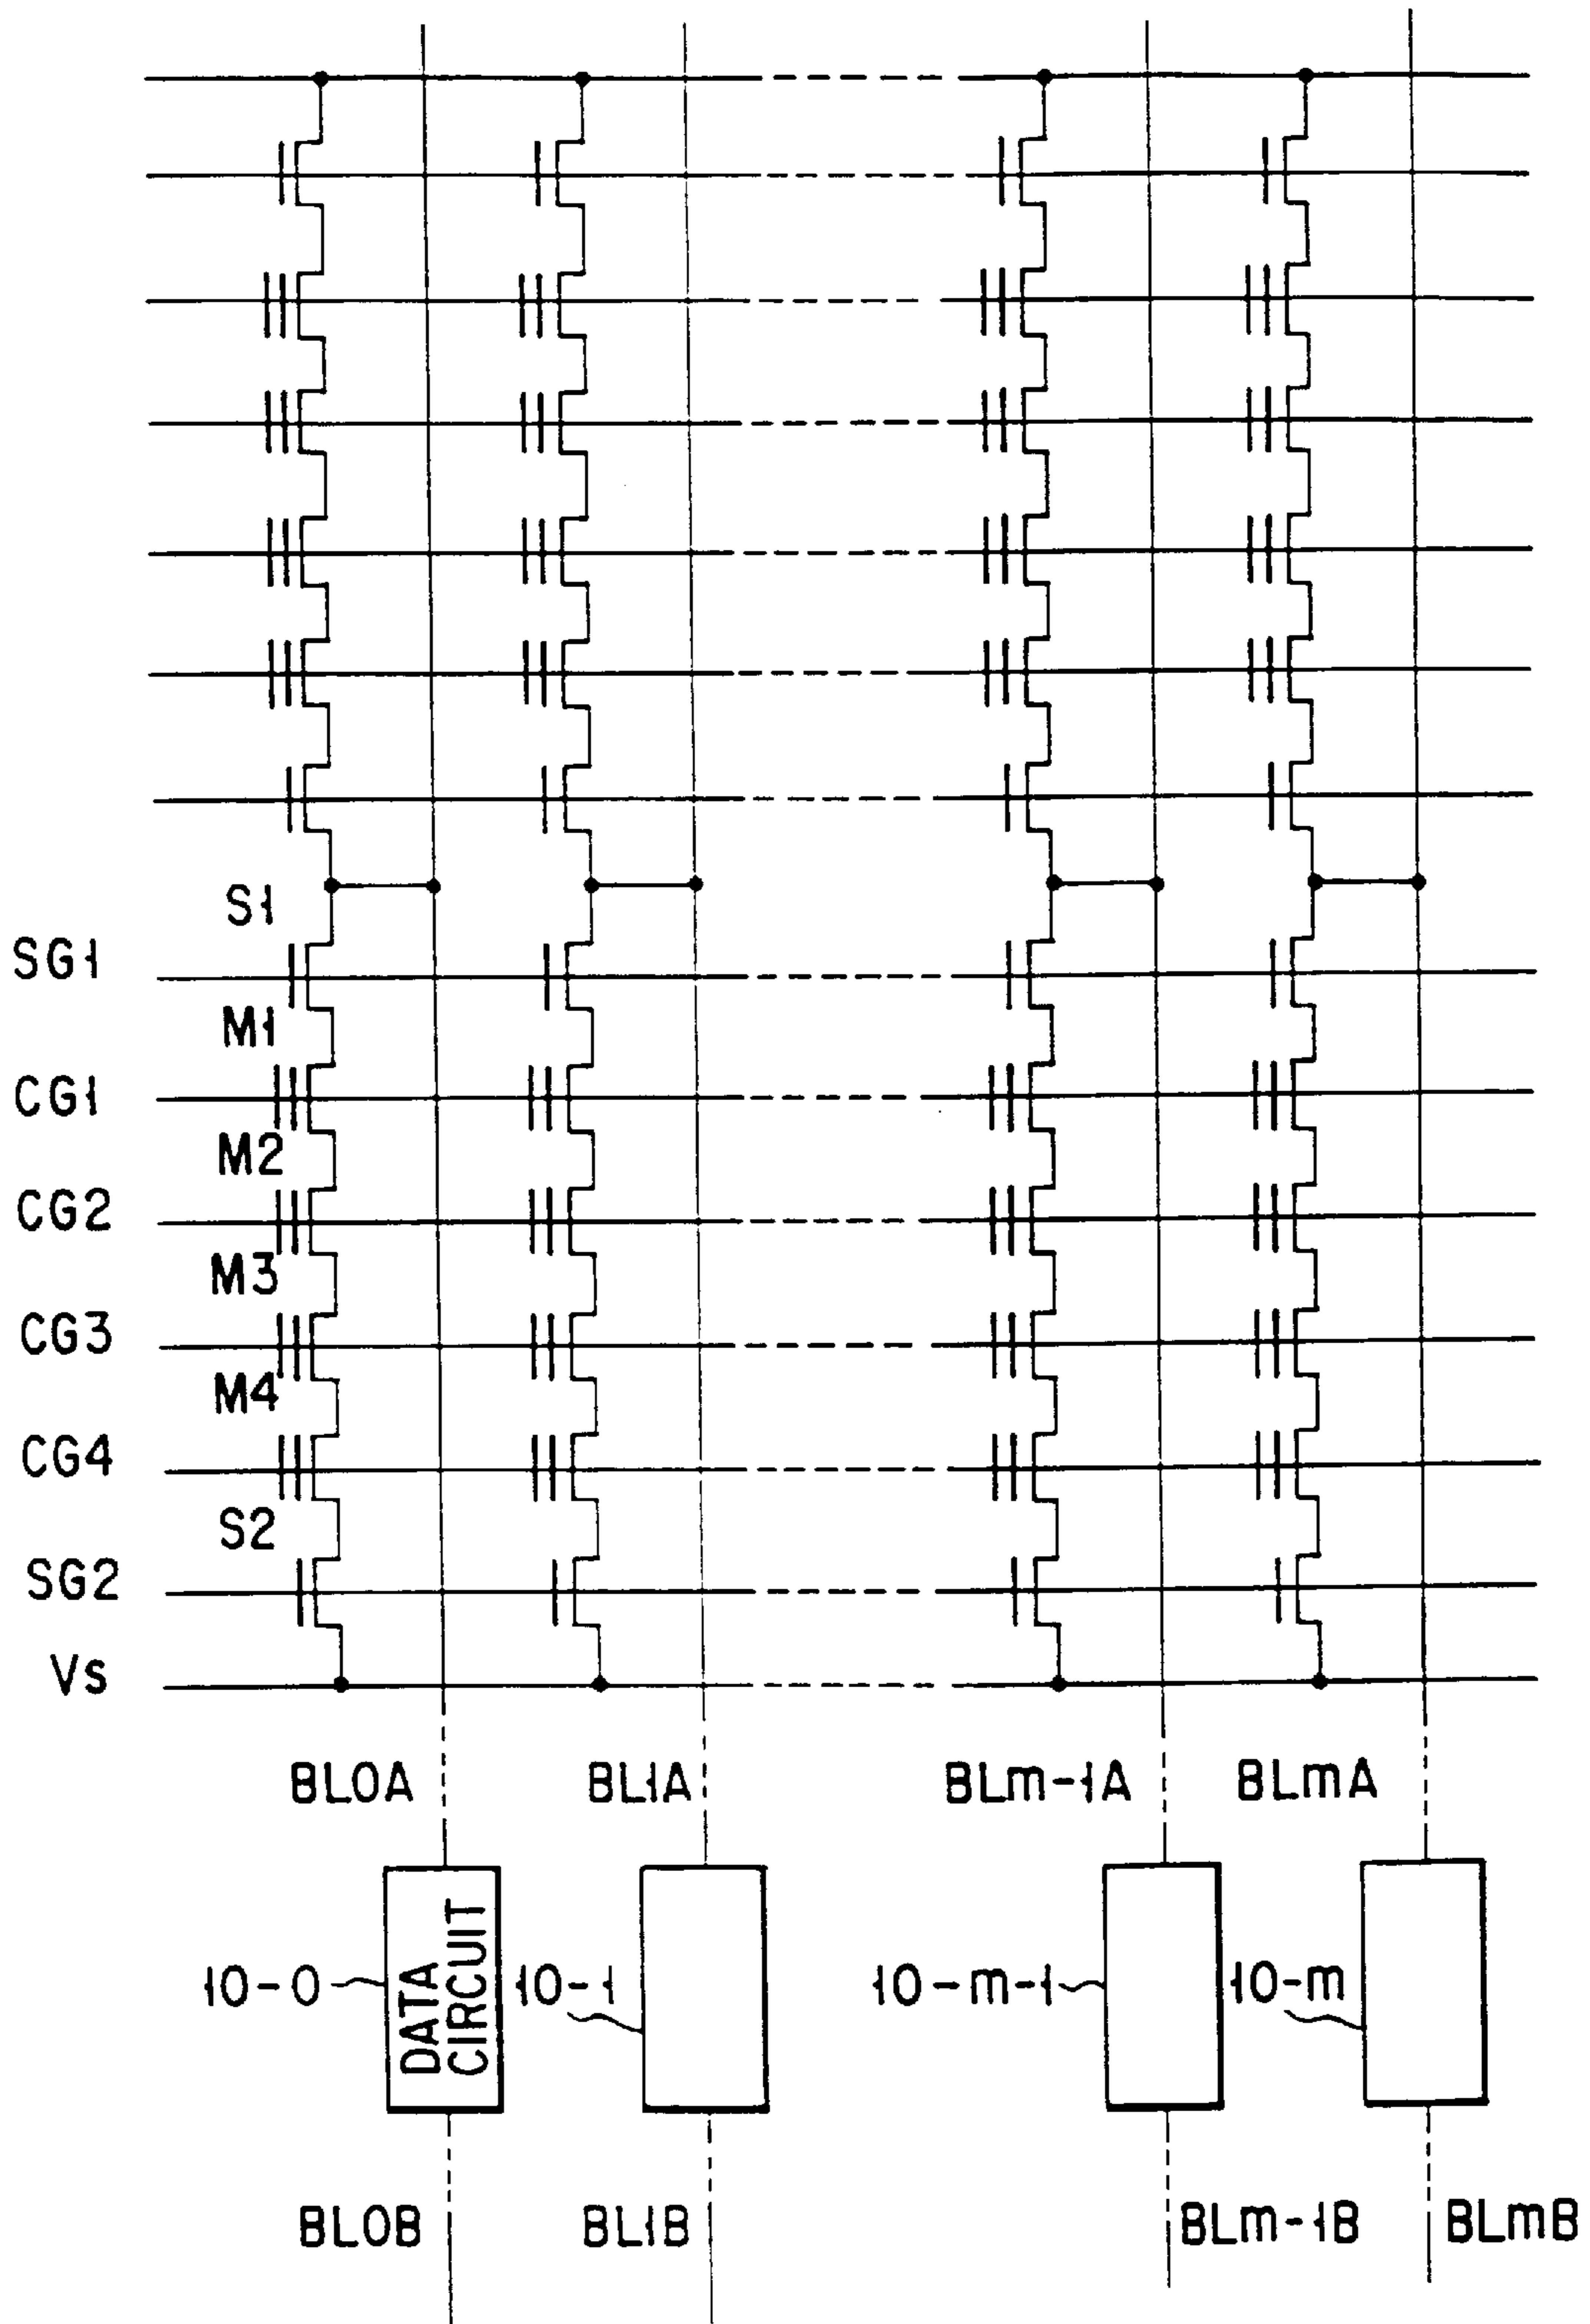 S1
SG1
M1
CG1
M2
CG2
M3
CG3
M4
CG4
S2
SG2
Vs
BL0A BL1A BLm-1A BLmA
10-0 DATA CIRCUIT 10-1 10-m-1 10-m
BL0B BL1B BLm-1B BLmB